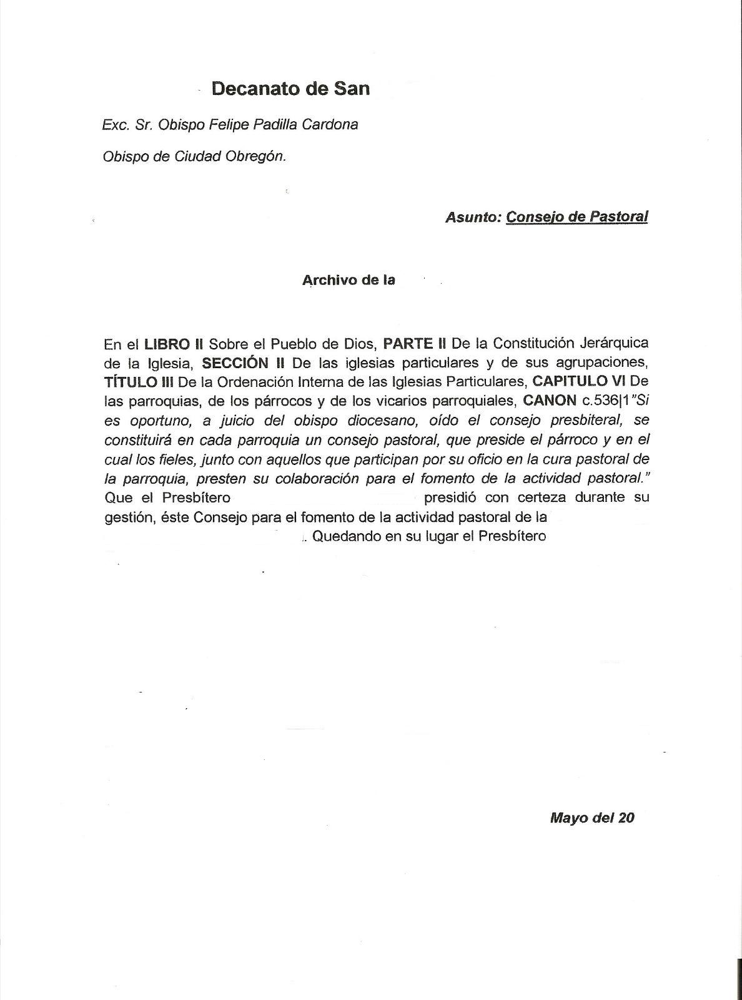 Decanato de San
Exc. Sr. Obispo Felipe Padilla Cardona
Obispo de Ciudad Obregón.
Asunto: Consejo de Pastoral
Archivo de la
En el LIBRO II Sobre el Pueblo de Dios, PARTE II De la Constitución Jerárquica
de la Iglesia, SECCIÓN II De las iglesias particulares y de sus agrupaciones,
TÍTULO III De la Ordenación Interna de las Iglesias Particulares, CAPITULO VI De
las parroquias, de los párrocos y de los vicarios parroquiales, CANON c.536|1"Si
es oportuno, a juicio del obispo diocesano, oído el consejo presbiteral, se
constituirá en cada parroquia un consejo pastoral, que preside el párroco y en el
cual los fieles, junto con aquellos que participan por su oficio en la cura pastoral de
la parroquia, presten su colaboración para el fomento de la actividad pastoral."
Que el Presbítero presidió con certeza durante su
gestión, éste Consejo para el fomento de la actividad pastoral de la
. Quedando en su lugar el Presbítero
Mayo del 20